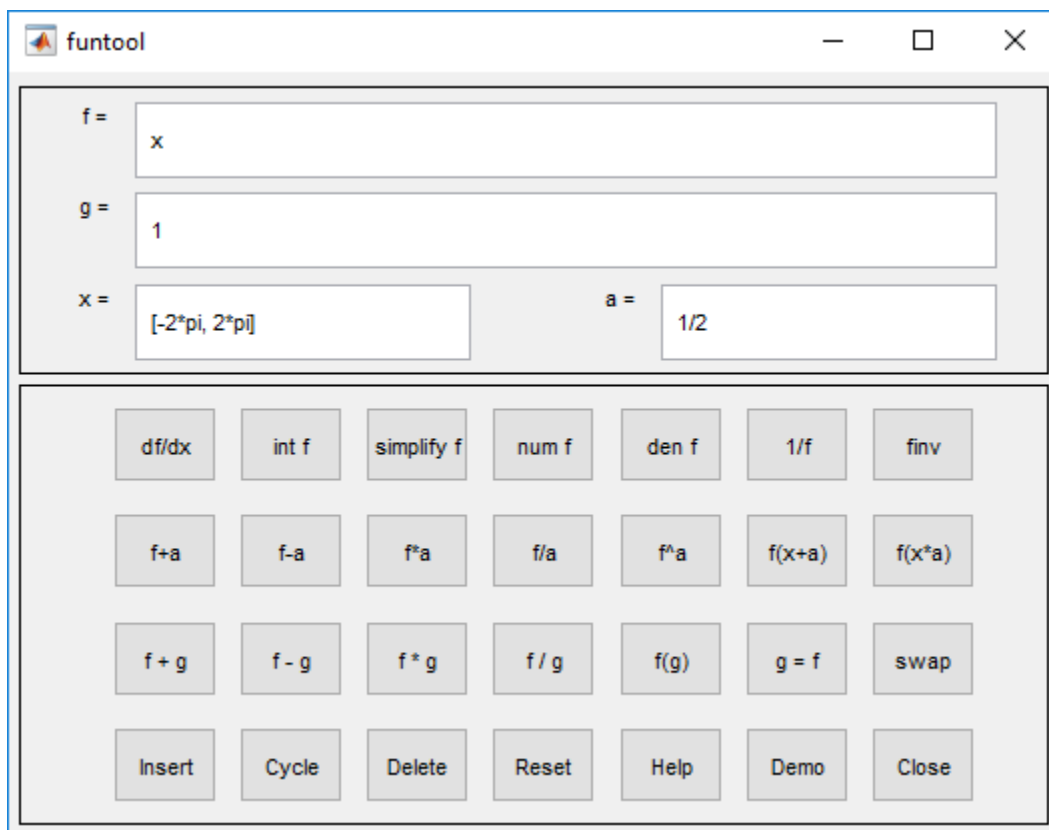 funtool
f =
x
g =
1
x =
[-2*pi, 2*pi]
a =
1/2
df/dx
int f
simplify f
num f
den f
1/f
finv
f+a
f-a
f*a
f/a
f^a
f(x+a)
f(x*a)
f + g
f - g
f * g
f / g
f(g)
g = f
swap
Insert
Cycle
Delete
Reset
Help
Demo
Close